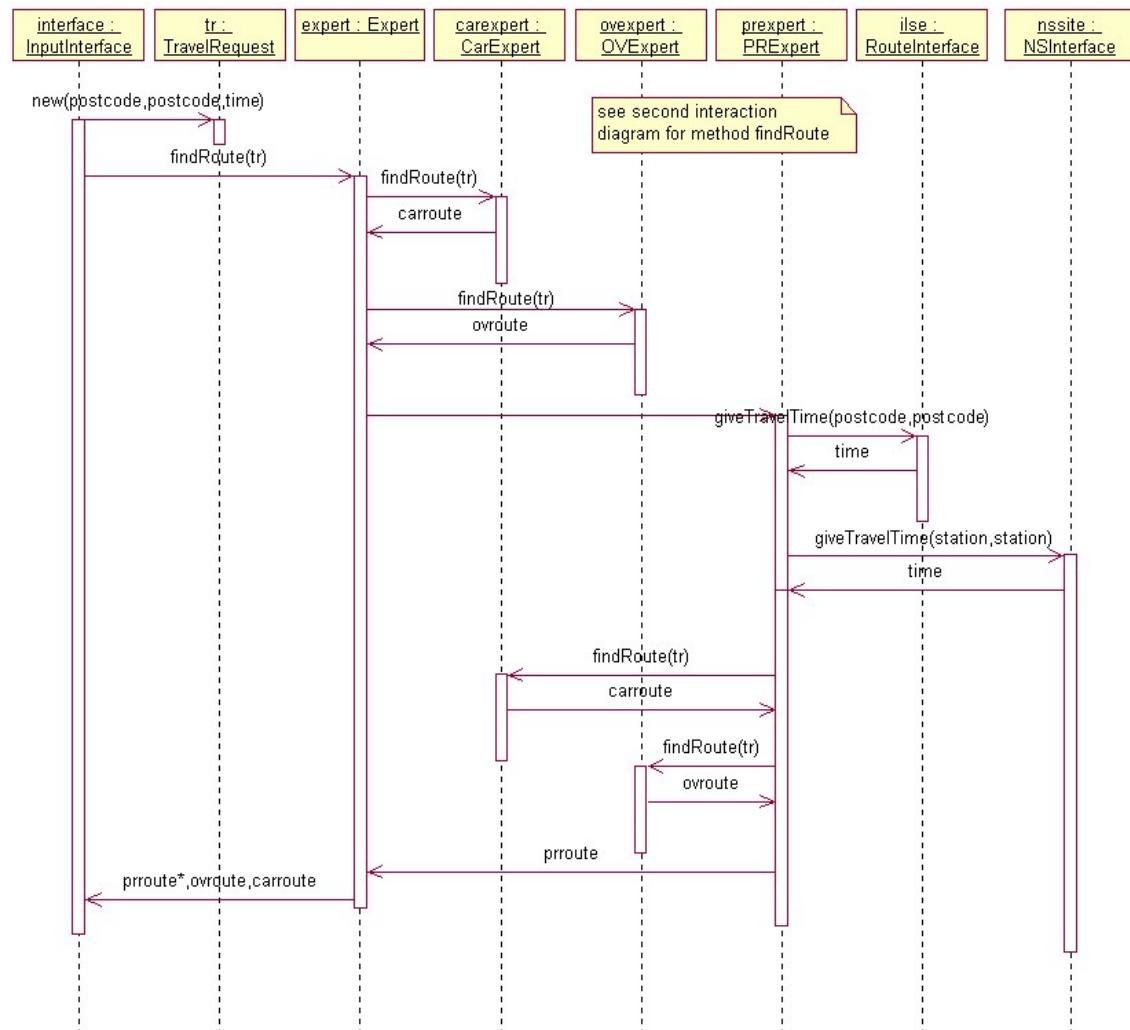 interface :
InputInterface
tr :
TravelRequest
expert : Expert
carexpert :
CarExpert
ovexpert :
OVExpert
prexpert :
PRExpert
ilse :
RouteInterface
nssite :
NSInterface
new(postcode,postcode,time)
see second interaction
diagram for method findRoute
findRoute(tr)
findRoute(tr)
carroute
findRoute(tr)
ovroute
giveTravelTime(postcode,postcode)
time
giveTravelTime(station,station)
time
findRoute(tr)
carroute
findRoute(tr)
ovroute
prroute
prroute*,ovroute,carroute